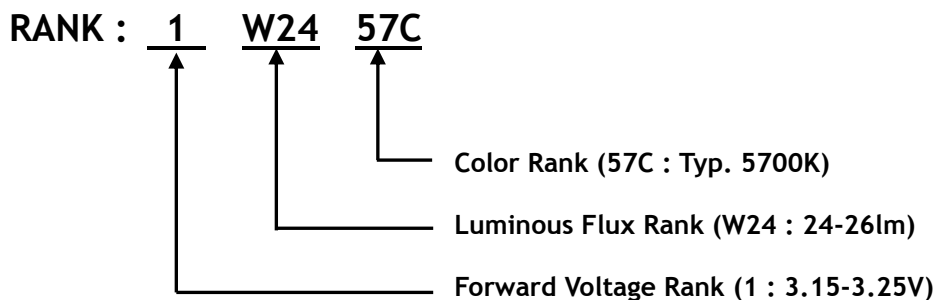 RANK : 1 W24 57C
Color Rank (57C : Typ. 5700K)
Luminous Flux Rank (W24 : 24-26lm)
Forward Voltage Rank (1 : 3.15-3.25V)